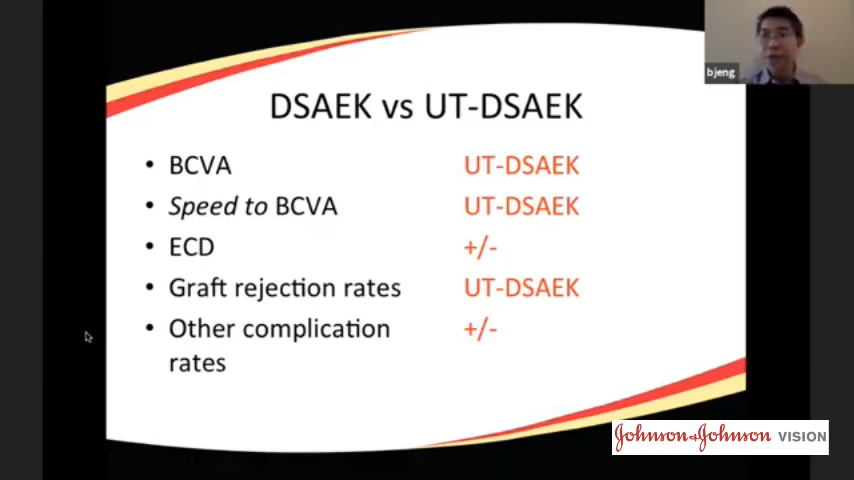 bjeng
DSAEK vs UT-DSAEK
• BCVA UT-DSAEK
• Speed to BCVA UT-DSAEK
• ECD +/-
• Graft rejection rates UT-DSAEK
• Other complication +/-
rates
Johnson & Johnson VISION